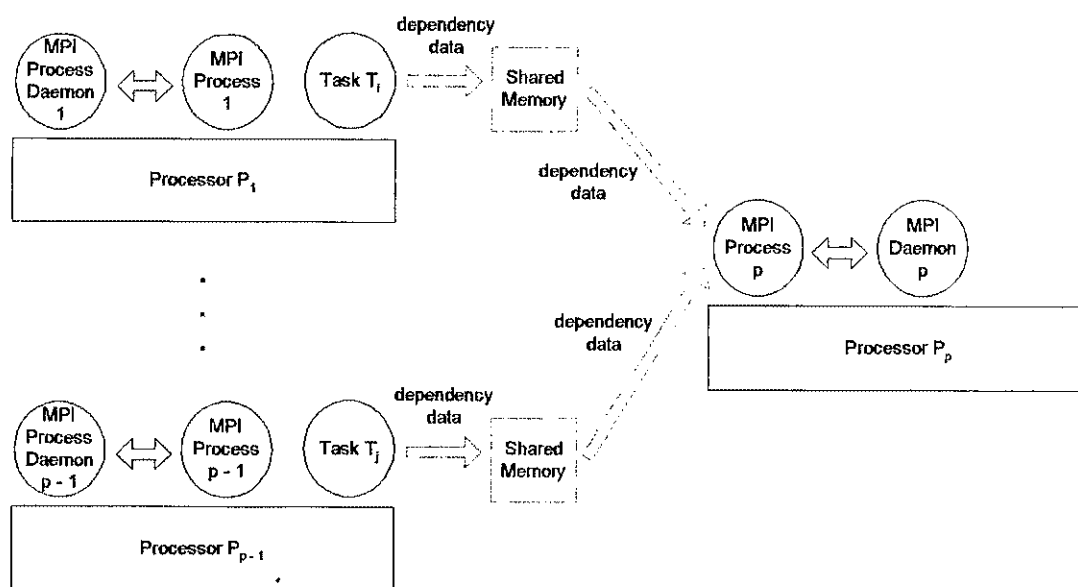 dependency
data
MPI
Process
Daemon
1
MPI
Process
1
Task T_i
Shared
Memory
Processor P_1
dependency
data
MPI
Process
p
MPI
Daemon
p
dependency
data
Processor P_p
dependency
data
MPI
Process
Daemon
p - 1
MPI
Process
p - 1
Task T_j
Shared
Memory
Processor P_p - 1